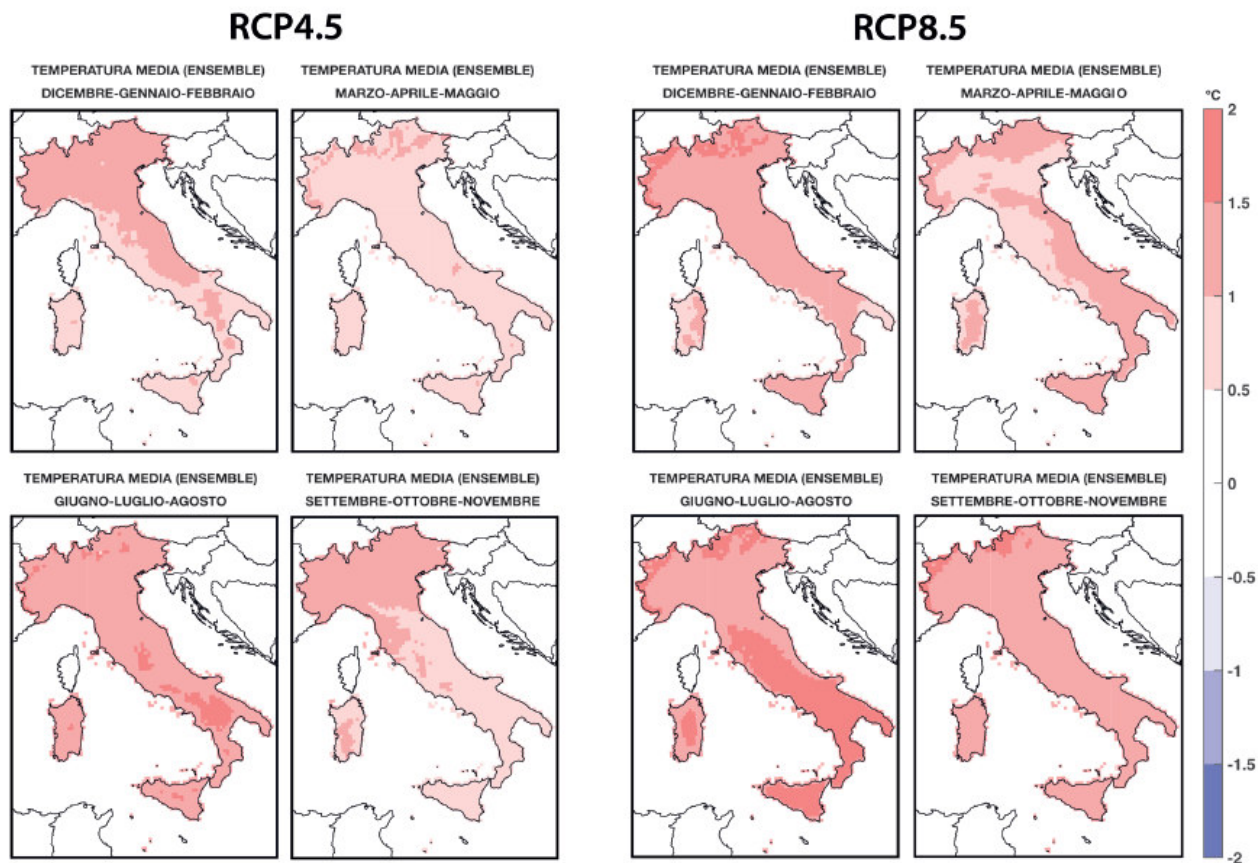 RCP4.5
RCP8.5
TEMPERATURA MEDIA (ENSEMBLE)
DICEMBRE-GENNAIO-FEBBRAIO
TEMPERATURA MEDIA (ENSEMBLE)
MARZO-APRILE-MAGGIO
TEMPERATURA MEDIA (ENSEMBLE)
DICEMBRE-GENNAIO-FEBBRAIO
TEMPERATURA MEDIA (ENSEMBLE)
MARZO-APRILE-MAGGIO
°C
2
1.5
1
0.5
0
-0.5
-1
-1.5
-2
TEMPERATURA MEDIA (ENSEMBLE)
GIUGNO-LUGLIO-AGOSTO
TEMPERATURA MEDIA (ENSEMBLE)
SETTEMBRE-OTTOBRE-NOVEMBRE
TEMPERATURA MEDIA (ENSEMBLE)
GIUGNO-LUGLIO-AGOSTO
TEMPERATURA MEDIA (ENSEMBLE)
SETTEMBRE-OTTOBRE-NOVEMBRE